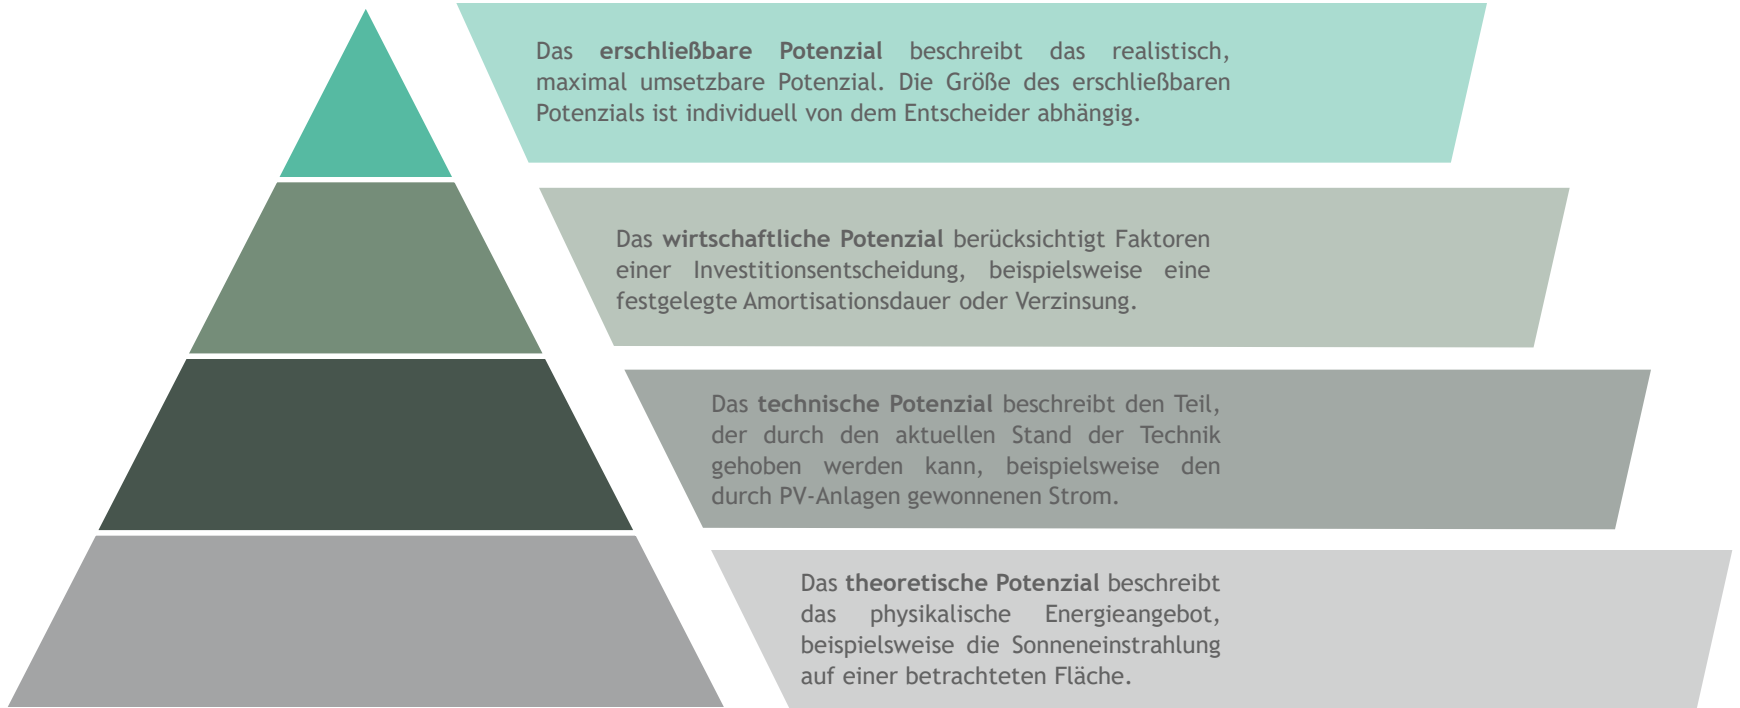 Das erschließbare Potenzial beschreibt das realistisch,
maximal umsetzbare Potenzial. Die Größe des erschließbaren
Potenzials ist individuell von dem Entscheider abhängig.
Das wirtschaftliche Potenzial berücksichtigt Faktoren
einer Investitionsentscheidung, beispielsweise eine
festgelegte Amortisationsdauer oder Verzinsung.
Das technische Potenzial beschreibt den Teil,
der durch den aktuellen Stand der Technik
gehoben werden kann, beispielsweise den
durch PV-Anlagen gewonnenen Strom.
Das theoretische Potenzial beschreibt
das physikalische Energieangebot,
beispielsweise die Sonneneinstrahlung
auf einer betrachteten Fläche.